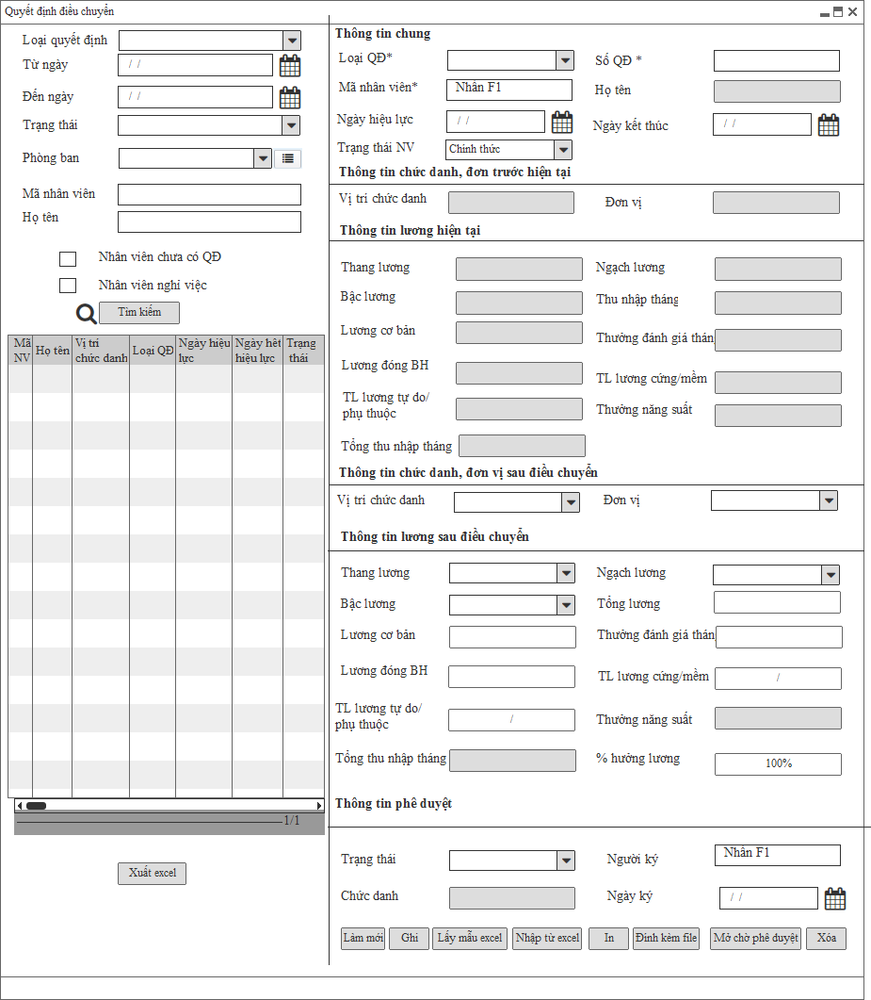 Quyết định điều chuyển
Loại quyết định
Từ ngày
/ /
Đến ngày
/ /
Trạng thái
Phòng ban
Mã nhân viên
Họ tên
Nhân viên chưa có QĐ
Nhân viên nghỉ việc
Tìm kiếm
Mã NV
Họ tên
Vị trí chức danh
Loại QĐ
Ngày hiệu lực
Ngày hết hiệu lực
Trạng thái
1/1
Xuất excel
Thông tin chung
Loại QĐ*
Số QĐ *
Mã nhân viên*
Nhấn F1
Họ tên
Ngày hiệu lực
/ /
Ngày kết thúc
/ /
Trạng thái NV
Chính thức
Thông tin chức danh, đơn trước hiện tại
Vị trí chức danh
Đơn vị
Thông tin lương hiện tại
Thang lương
Ngạch lương
Bậc lương
Thu nhập tháng
Lương cơ bản
Thưởng đánh giá thán
Lương đóng BH
TL lương cứng/mềm
TL lương tự do/
phụ thuộc
Thưởng năng suất
Tổng thu nhập tháng
Thông tin chức danh, đơn vị sau điều chuyển
Vị trí chức danh
Đơn vị
Thông tin lương sau điều chuyển
Thang lương
Ngạch lương
Bậc lương
Tổng lương
Lương cơ bản
Thưởng đánh giá thán
Lương đóng BH
TL lương cứng/mềm
/
TL lương tự do/
phụ thuộc
/
Thưởng năng suất
Tổng thu nhập tháng
% hưởng lương
100%
Thông tin phê duyệt
Trạng thái
Người ký
Nhấn F1
Chức danh
Ngày ký
/ /
Làm mới
Ghi
Lấy mẫu excel
Nhập từ excel
In
Đính kèm file
Mở chờ phê duyệt
Xóa